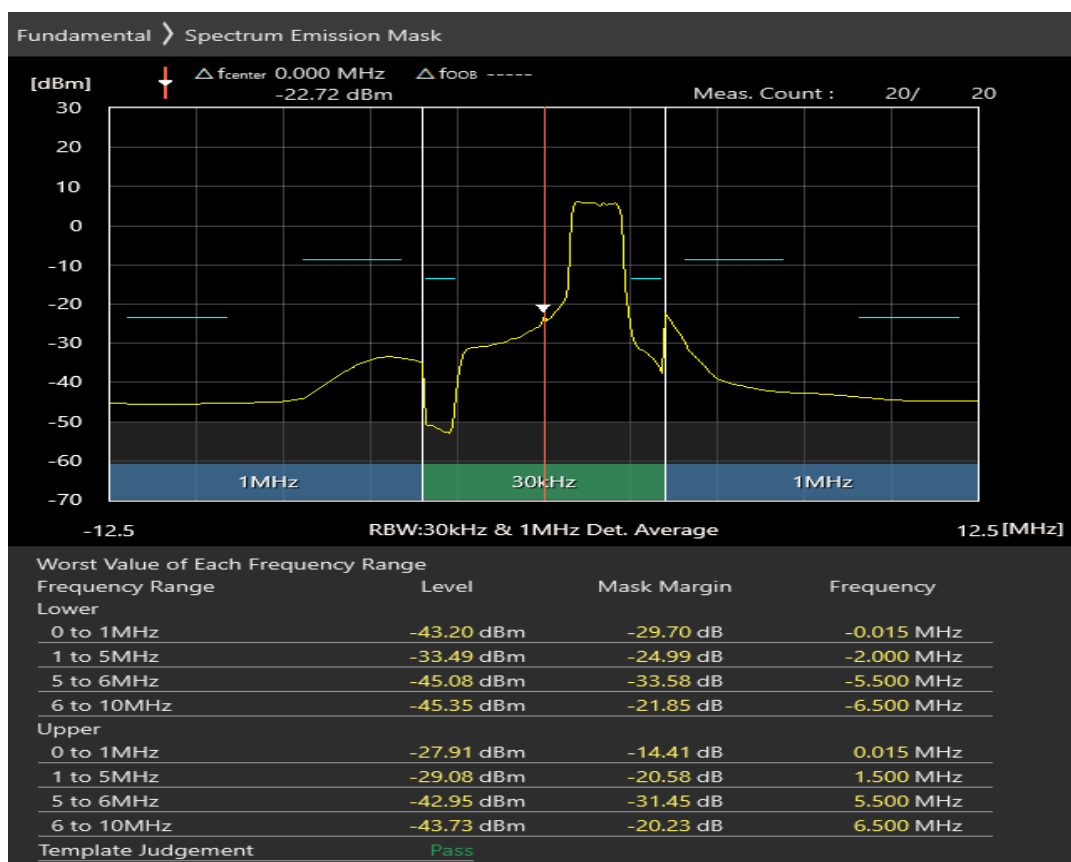 Fundamental ❯ Spectrum Emission Mask
[dBm]
△ fcenter 0.000 MHz △ fOOB -----
-22.72 dBm Meas. Count : 20/ 20
30
20
10
0
-10
-20
-30
-40
-50
-60
-70
1MHz 30kHz 1MHz
-12.5 RBW:30kHz & 1MHz Det. Average 12.5 [MHz]
Worst Value of Each Frequency Range
Frequency Range Level Mask Margin Frequency
Lower
0 to 1MHz -43.20 dBm -29.70 dB -0.015 MHz
1 to 5MHz -33.49 dBm -24.99 dB -2.000 MHz
5 to 6MHz -45.08 dBm -33.58 dB -5.500 MHz
6 to 10MHz -45.35 dBm -21.85 dB -6.500 MHz
Upper
0 to 1MHz -27.91 dBm -14.41 dB 0.015 MHz
1 to 5MHz -29.08 dBm -20.58 dB 1.500 MHz
5 to 6MHz -42.95 dBm -31.45 dB 5.500 MHz
6 to 10MHz -43.73 dBm -20.23 dB 6.500 MHz
Template Judgement Pass